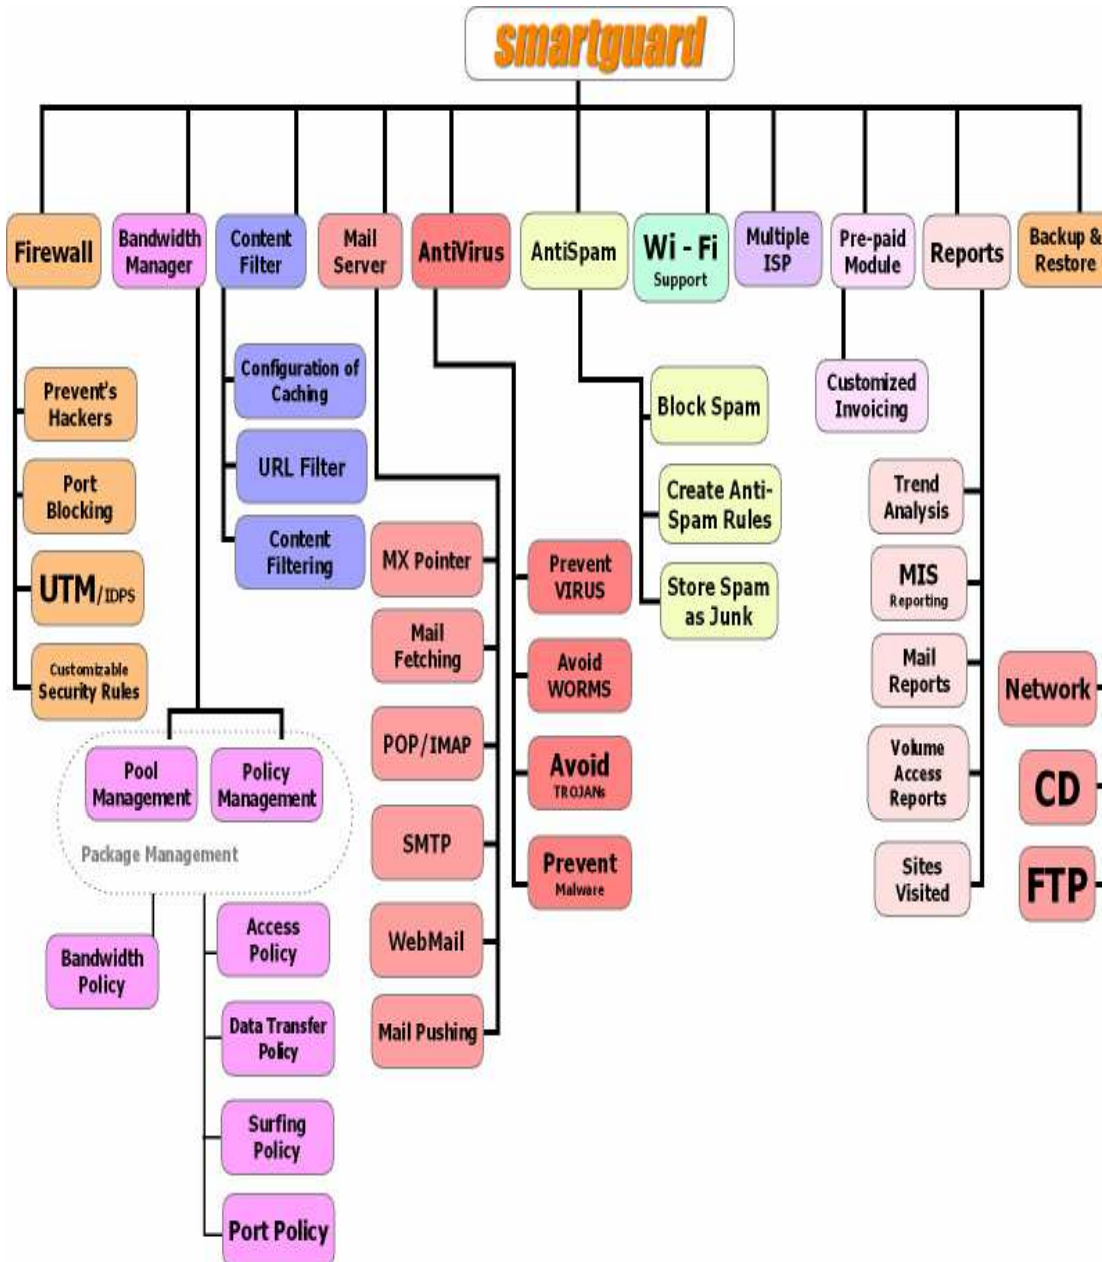 smartguard
Firewall
Bandwidth
Manager
Content
Filter
Mail
Server
AntiVirus
AntiSpam
Wi - Fi
Support
Multiple
ISP
Pre-paid
Module
Reports
Backup &
Restore
Prevent's
Hackers
Port
Blocking
UTM/IDPS
Customizable
Security Rules
Pool
Management
Policy
Management
Package Management
Bandwidth
Policy
Access
Policy
Data Transfer
Policy
Surfing
Policy
Port Policy
Configuration of
Caching
URL Filter
Content
Filtering
MX Pointer
Mail
Fetching
POP/IMAP
SMTP
WebMail
Mail Pushing
Prevent
VIRUS
Avoid
WORMS
Avoid
TROJANs
Prevent
Malware
Block Spam
Create Anti-
Spam Rules
Store Spam
as Junk
Customized
Invoicing
Trend
Analysis
MIS
Reporting
Mail
Reports
Volume
Access
Reports
Sites
Visited
Network
CD
FTP